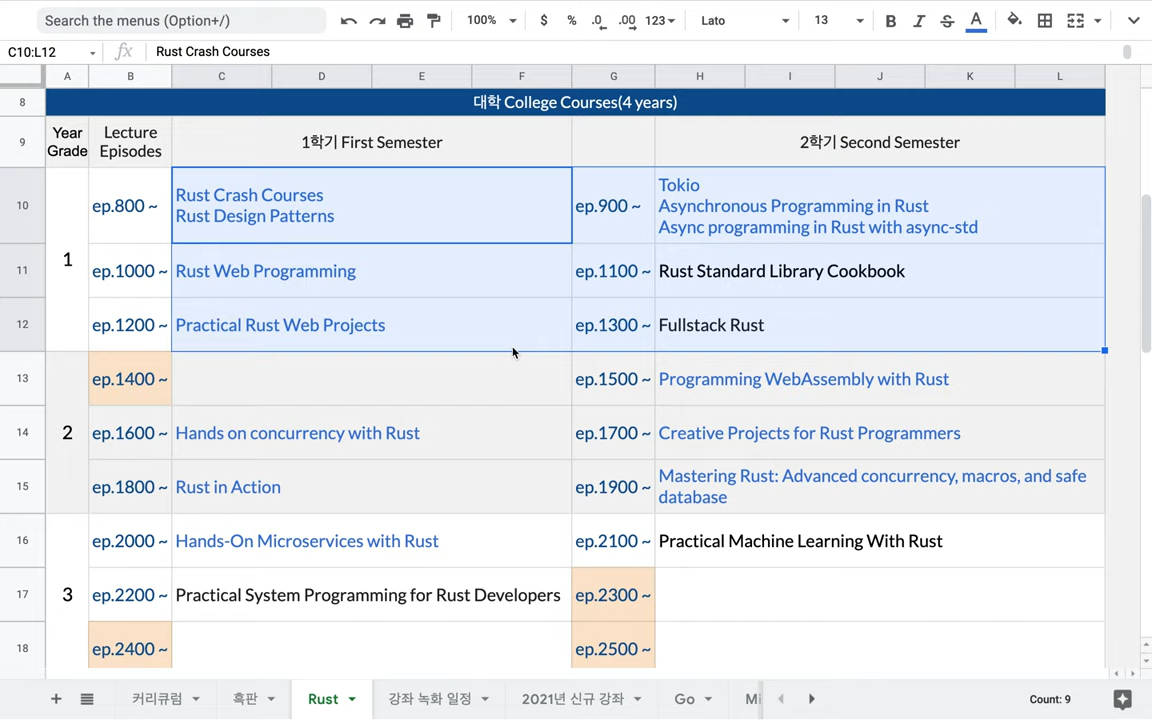 Search the menus (Option+/)
100%
$ % .0 .00 123
Lato
13
B I S A
C10:L12
fx
Rust Crash Courses
A B C D E F G H I J K L
8
대학 College Courses(4 years)
9
Year
Grade
Lecture
Episodes
1학기 First Semester
2학기 Second Semester
10
ep.800 ~
Rust Crash Courses
Rust Design Patterns
ep.900 ~
Tokio
Asynchronous Programming in Rust
Async programming in Rust with async-std
1
11
ep.1000 ~
Rust Web Programming
ep.1100 ~
Rust Standard Library Cookbook
12
ep.1200 ~
Practical Rust Web Projects
ep.1300 ~
Fullstack Rust
13
ep.1400 ~
ep.1500 ~
Programming WebAssembly with Rust
2
14
ep.1600 ~
Hands on concurrency with Rust
ep.1700 ~
Creative Projects for Rust Programmers
15
ep.1800 ~
Rust in Action
ep.1900 ~
Mastering Rust: Advanced concurrency, macros, and safe
database
16
ep.2000 ~
Hands-On Microservices with Rust
ep.2100 ~
Practical Machine Learning With Rust
3
17
ep.2200 ~
Practical System Programming for Rust Developers
ep.2300 ~
18
ep.2400 ~
ep.2500 ~
커리큘럼
흑판
Rust
강좌 녹화 일정
2021년 신규 강좌
Go
Mi
Count: 9